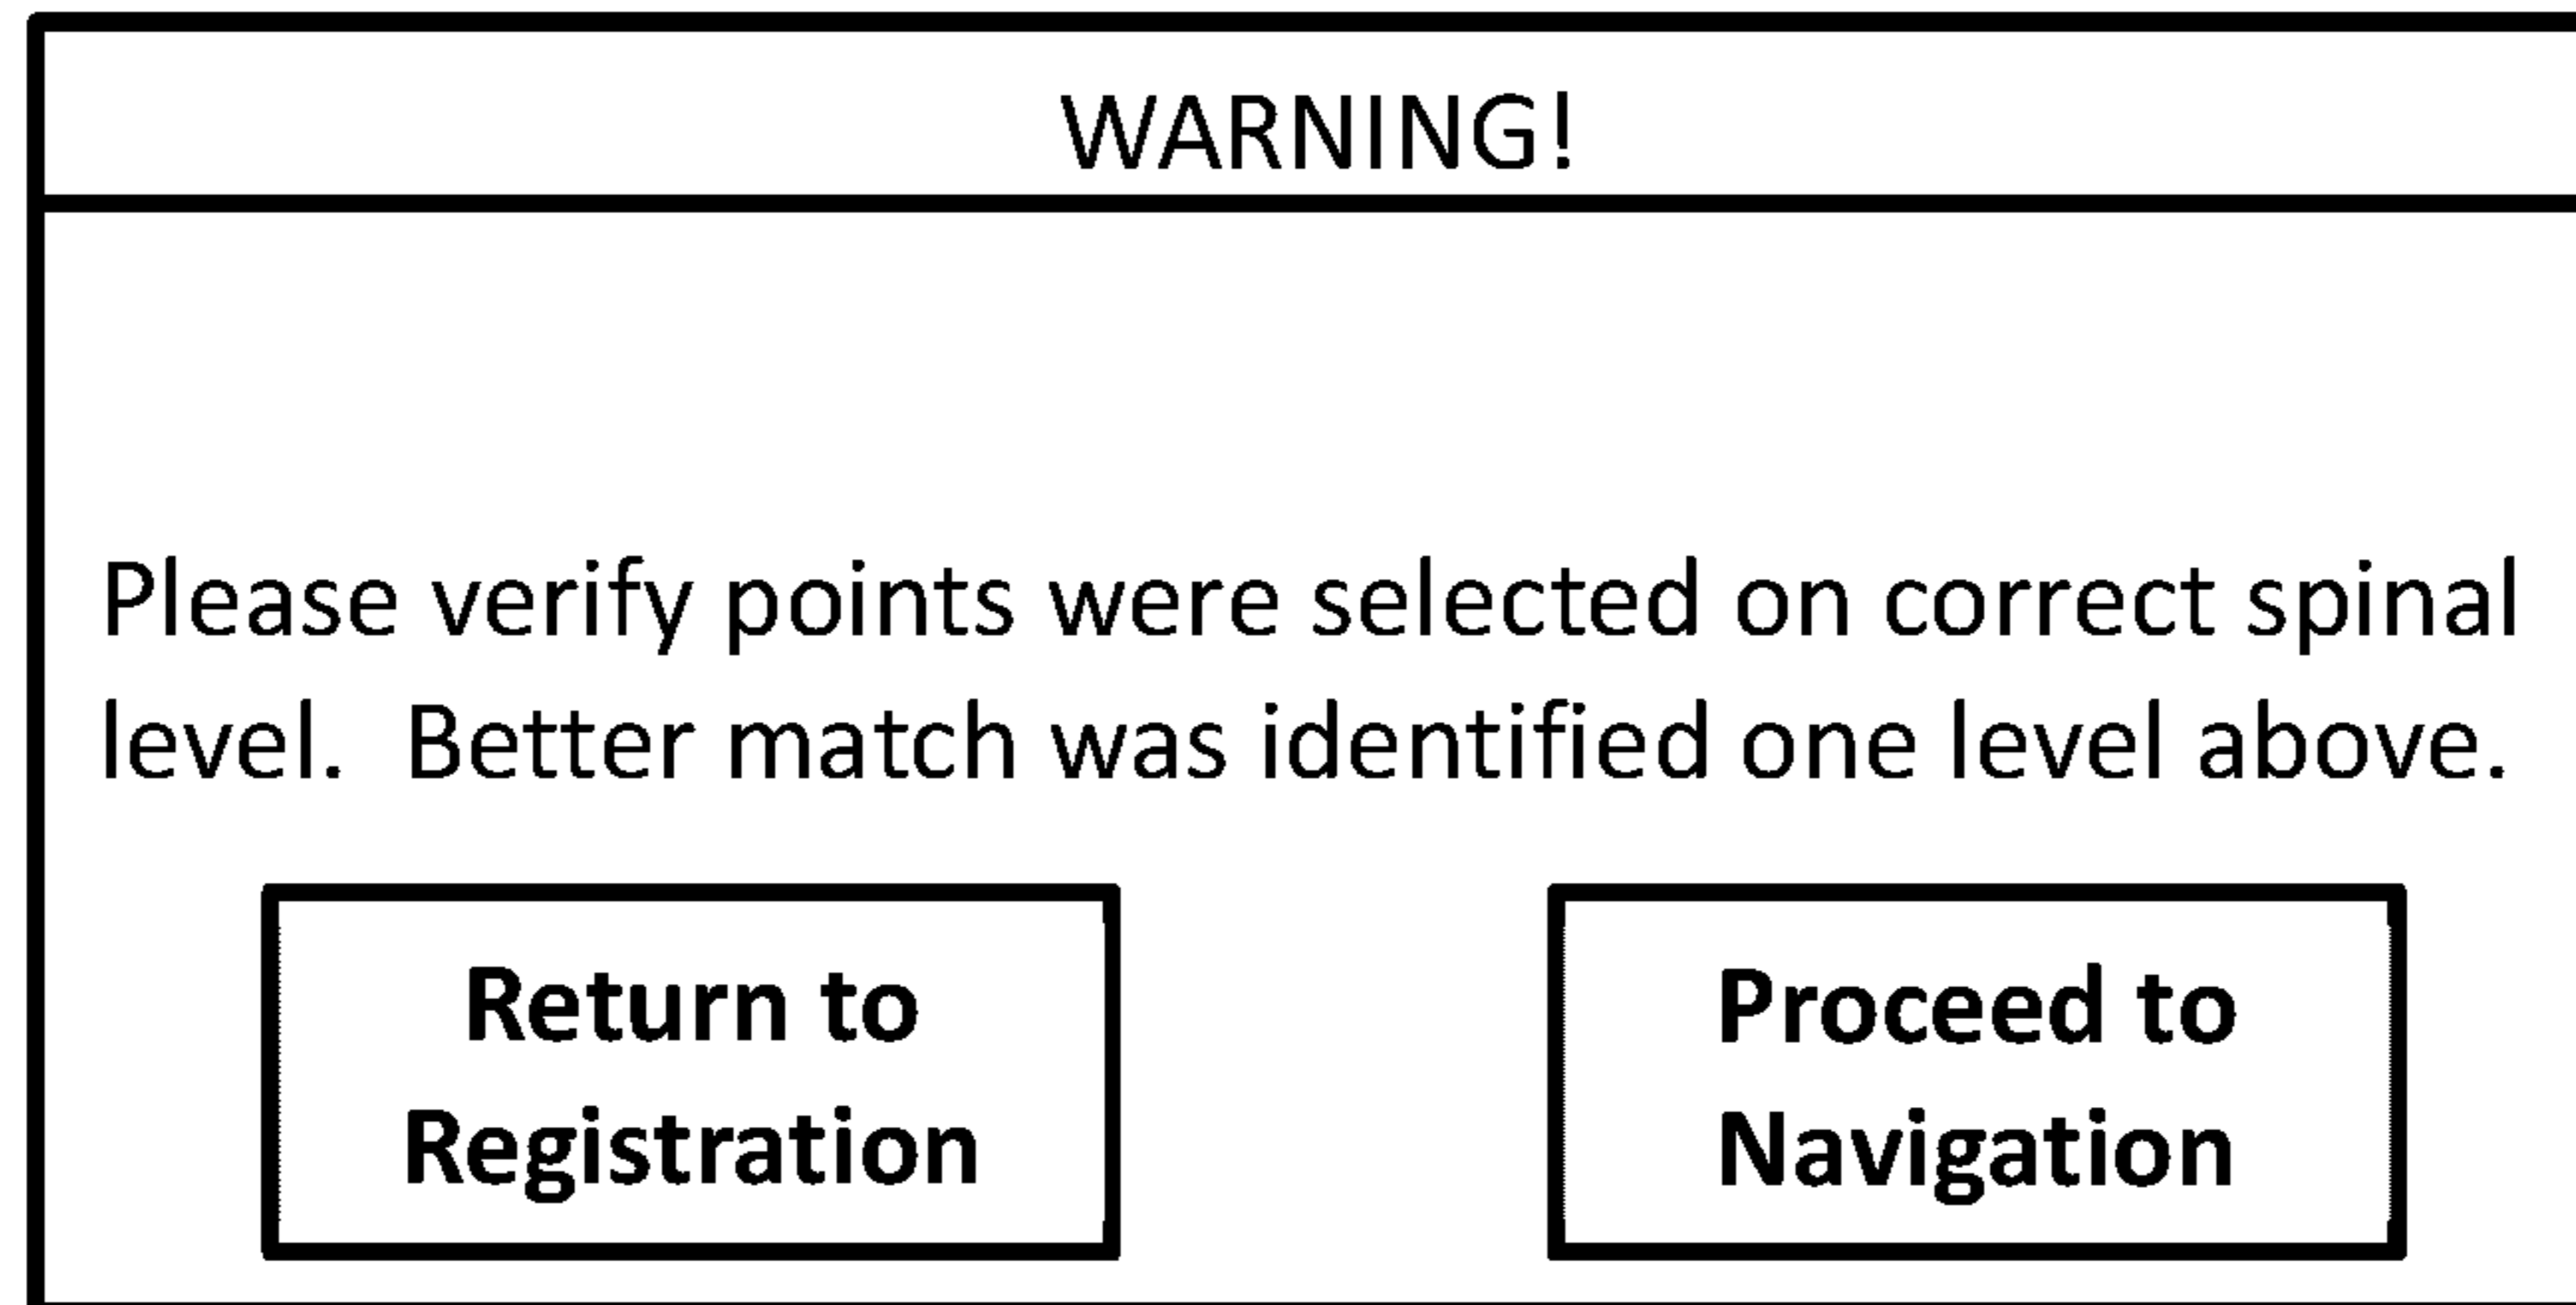 WARNING!
Please verify points were selected on correct spinal
level.  Better match was identified one level above.
Return to
Registration
Proceed to
Navigation